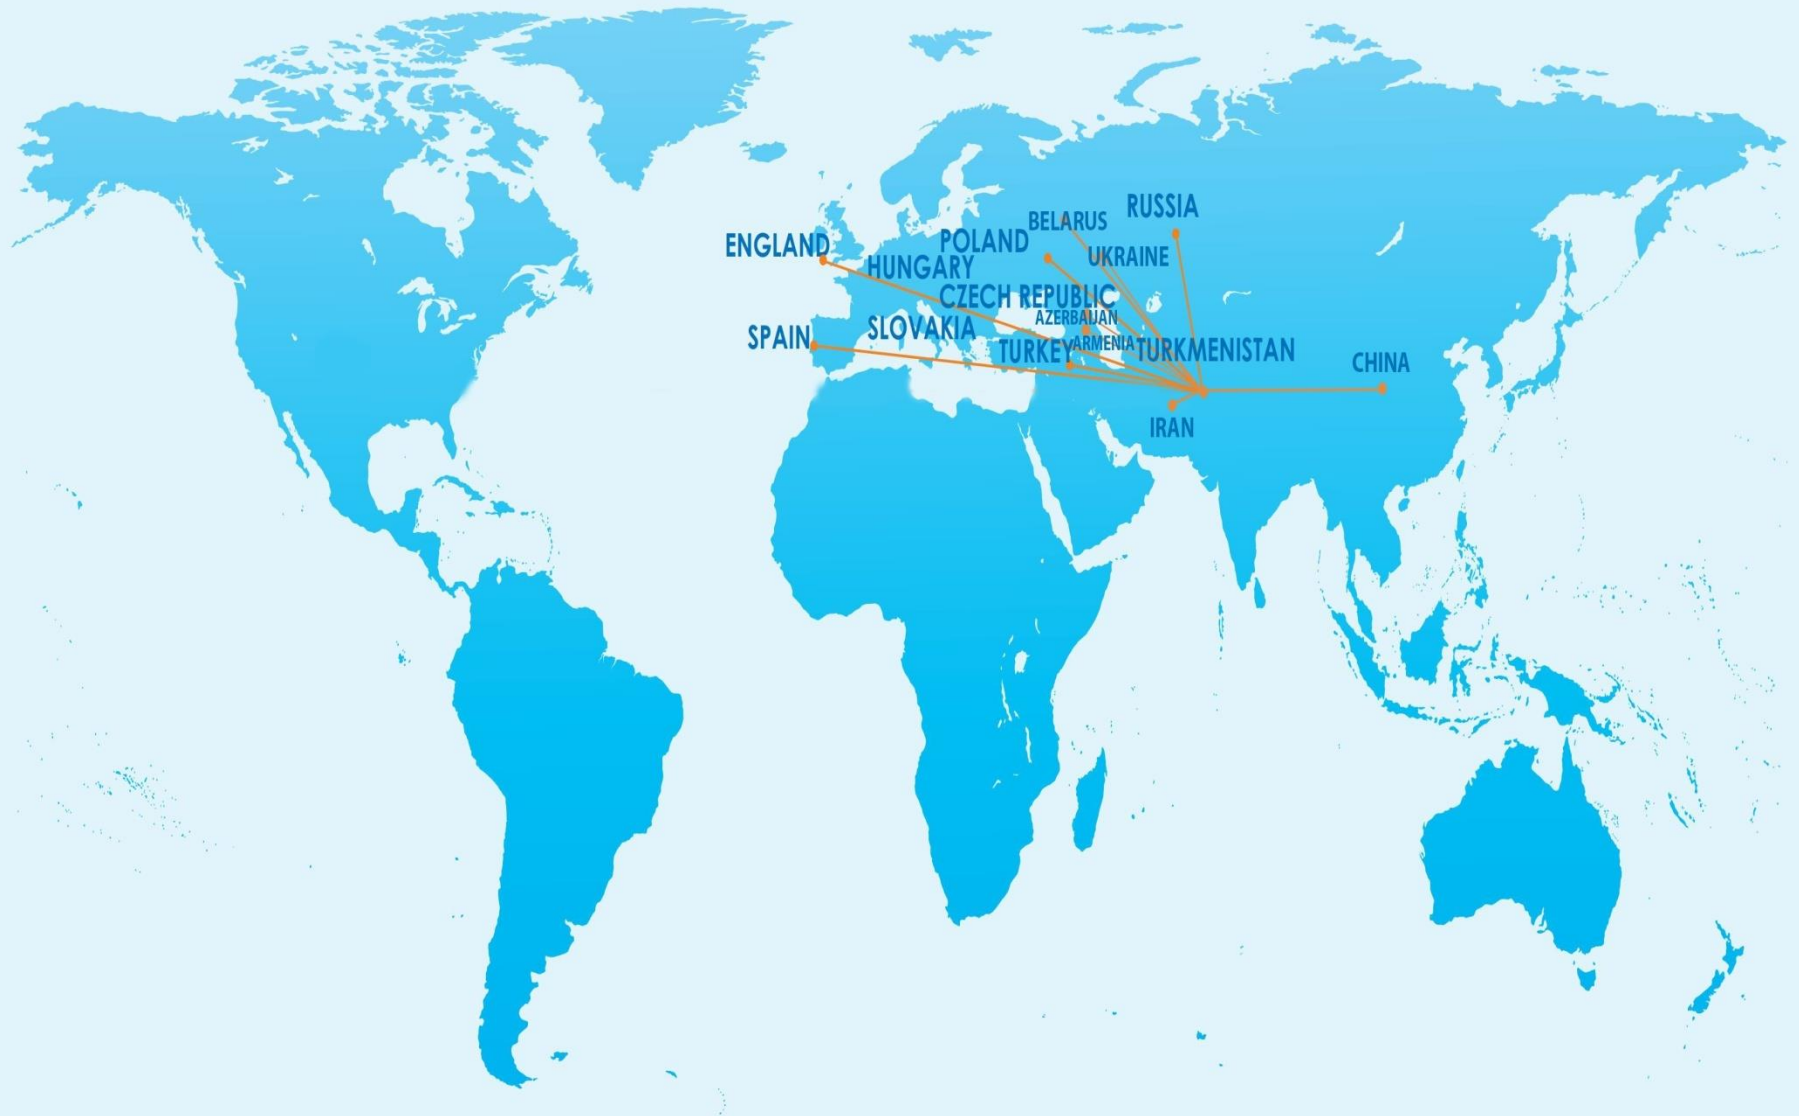 RUSSIA
BELARUS
POLAND
ENGLAND
UKRAINE
HUNGARY
CZECH REPUBLIC
AZERBAIJAN
SLOVAKIA
SPAIN
ARMENIA
TURKEY
TURKMENISTAN
CHINA
IRAN